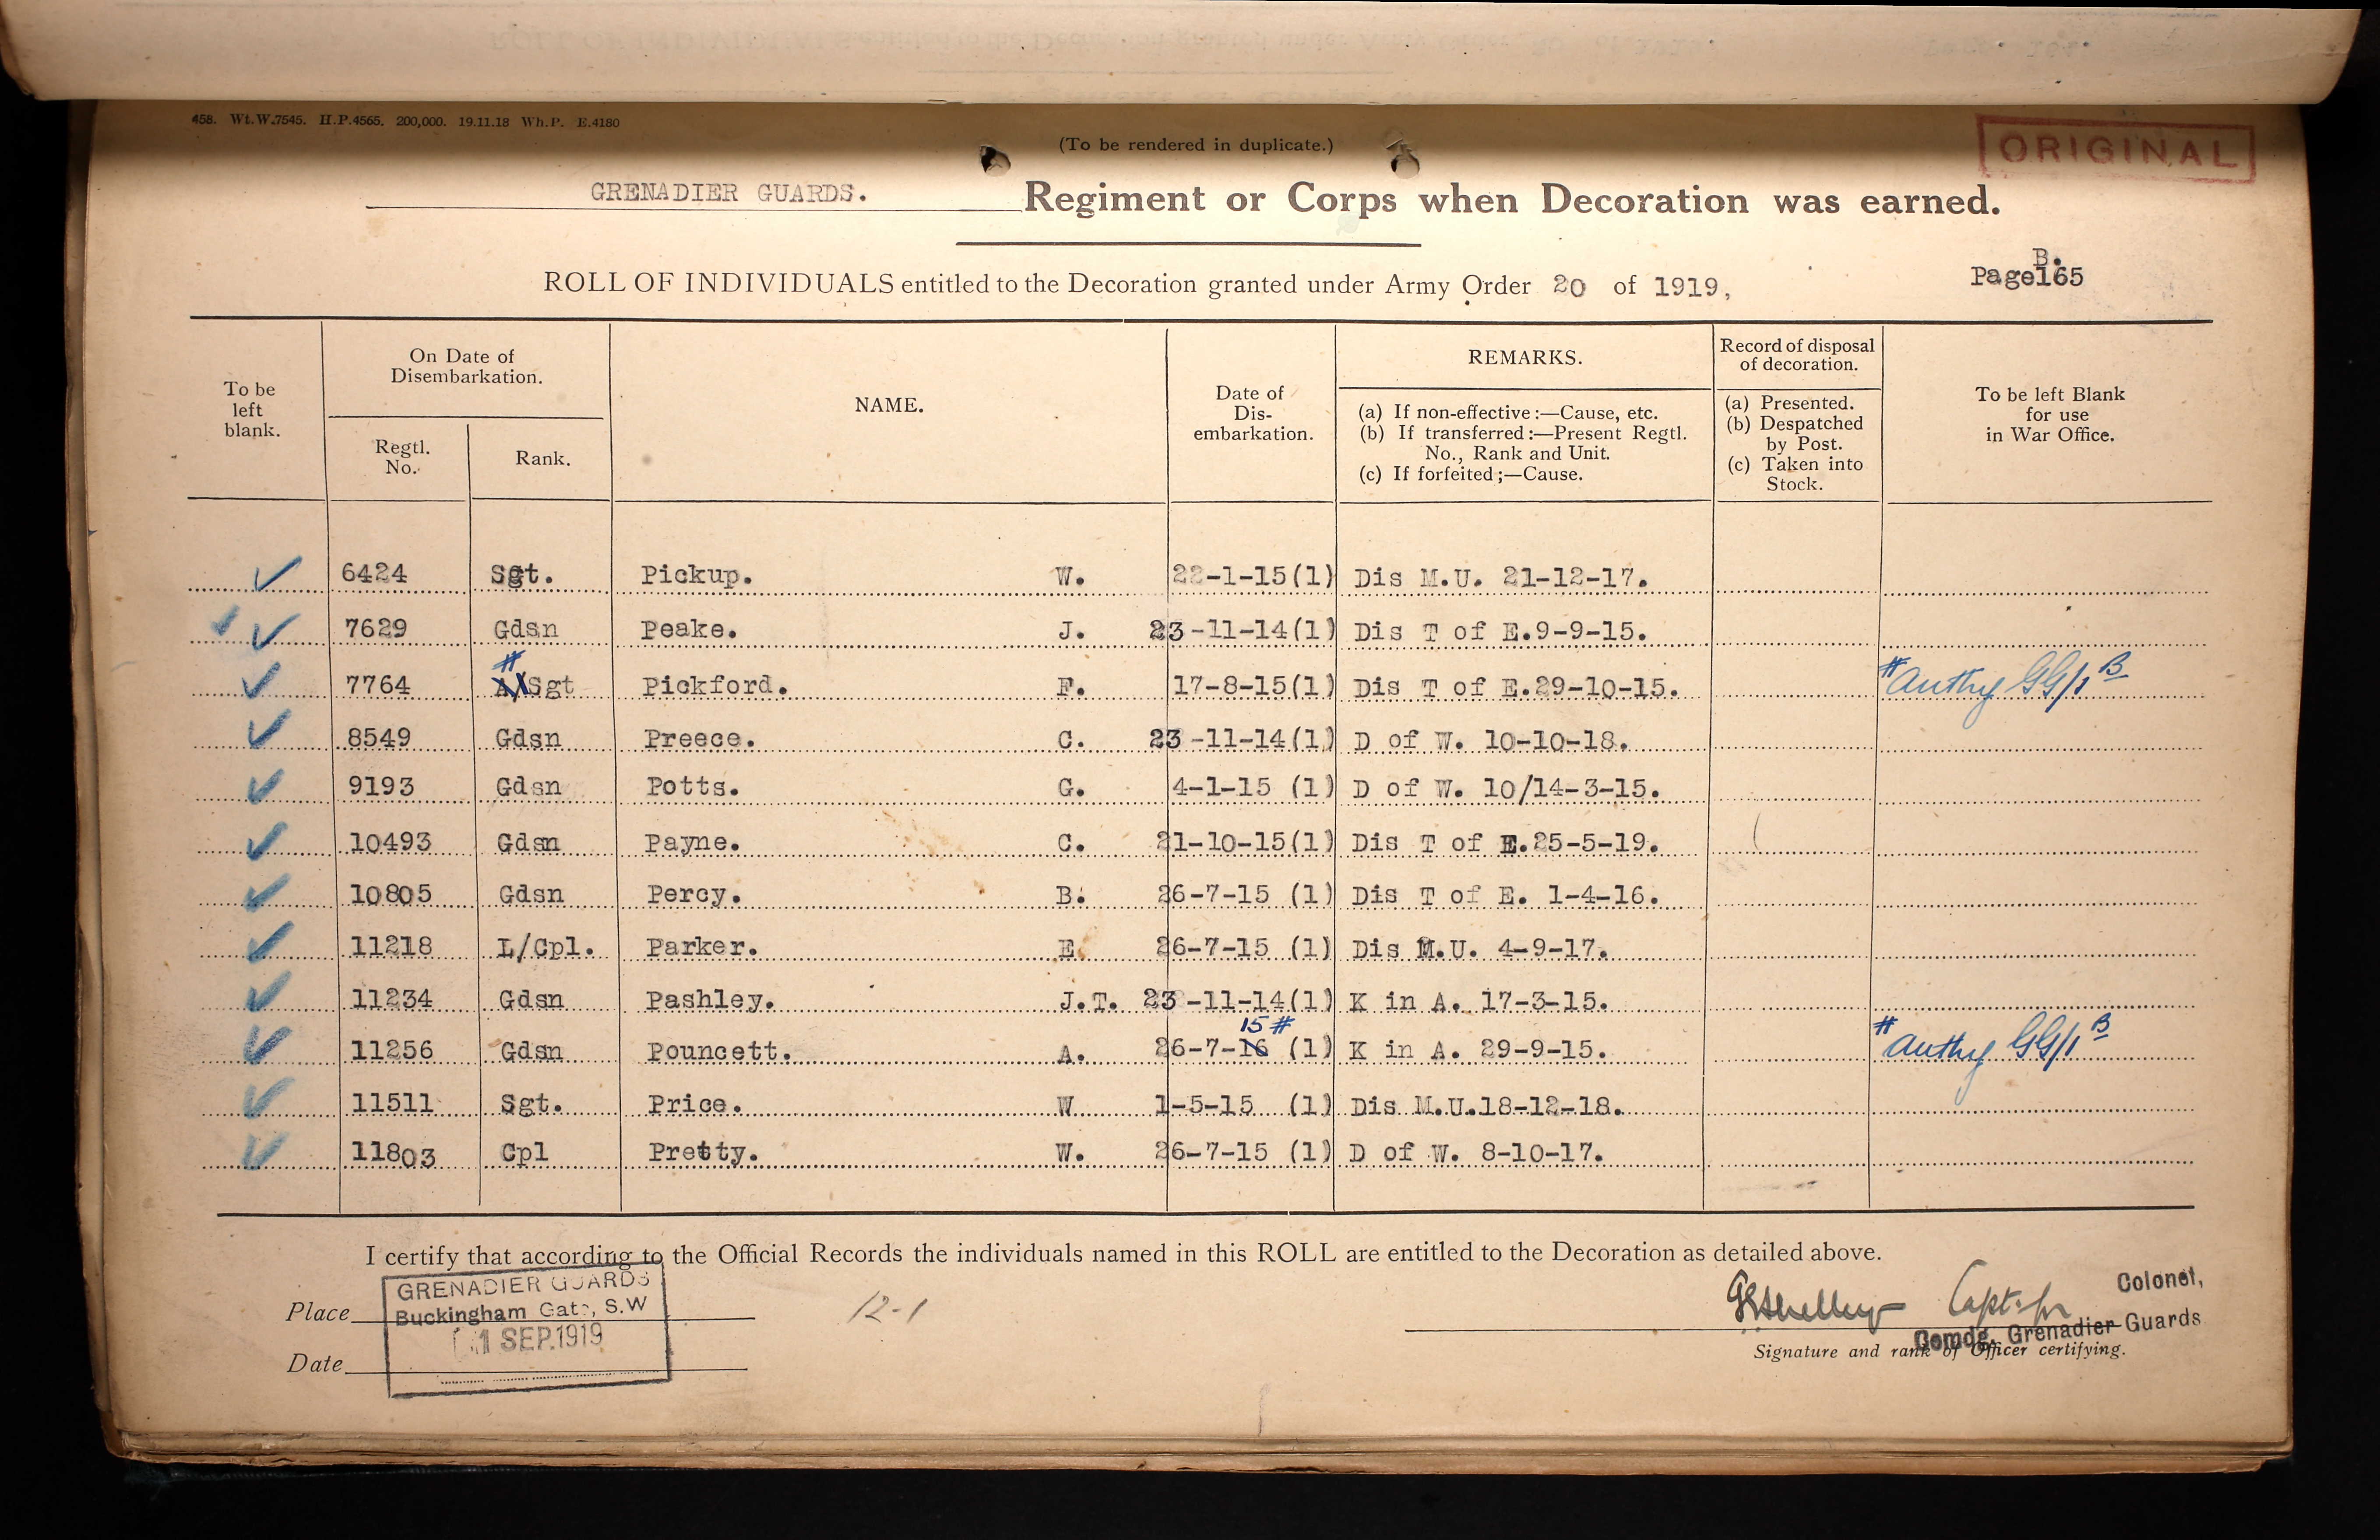 458. Wt.W.7545. H.P.4565. 200,000. 19.11.18 Wh.P. E.4180
(To be rendered in duplicate.)
ORIGINAL
GRENADIER GUARDS. Regiment or Corps when Decoration was earned.
B.
ROLL OF INDIVIDUALS entitled to the Decoration granted under Army Order 20 of 1919, Page165
To be left blank.
On Date of Disembarkation.
Regtl. No.
Rank.
NAME.
Date of Dis-embarkation.
REMARKS.
(a) If non-effective:—Cause, etc.
(b) If transferred:—Present Regtl. No., Rank and Unit.
(c) If forfeited;—Cause.
Record of disposal of decoration.
(a) Presented.
(b) Despatched by Post.
(c) Taken into Stock.
To be left Blank for use in War Office.
6424 Sgt. Pickup. W. 22-1-15(1) Dis M.U. 21-12-17.
7629 Gdsn Peake. J. 23-11-14(1) Dis T of E.9-9-15.
7764 # A/Sgt Pickford. F. 17-8-15(1) Dis T of E.29-10-15. # Authy GG/1 B
8549 Gdsn Preece. C. 23-11-14(1) D of W. 10-10-18.
9193 Gdsn Potts. G. 4-1-15 (1) D of W. 10/14-3-15.
10493 Gdsn Payne. C. 21-10-15(1) Dis T of E.25-5-19.
10805 Gdsn Percy. B. 26-7-15 (1) Dis T of E. 1-4-16.
11218 L/Cpl. Parker. E 26-7-15 (1) Dis M.U. 4-9-17.
11234 Gdsn Pashley. J.T. 23-11-14(1) K in A. 17-3-15.
15 #
11256 Gdsn Pouncett. A. 26-7-16 (1) K in A. 29-9-15. # Authy GG/1 B
11511 Sgt. Price. W 1-5-15 (1) Dis M.U.18-12-18.
11803 Cpl Pretty. W. 26-7-15 (1) D of W. 8-10-17.
I certify that according to the Official Records the individuals named in this ROLL are entitled to the Decoration as detailed above.
GRENADIER GUARDS
Place Buckingham Gate, S.W
1 SEP.1919
Date
12-1
GRShelley Capt. for Colonel,
Comdg. Grenadier Guards
Signature and rank of Officer certifying.